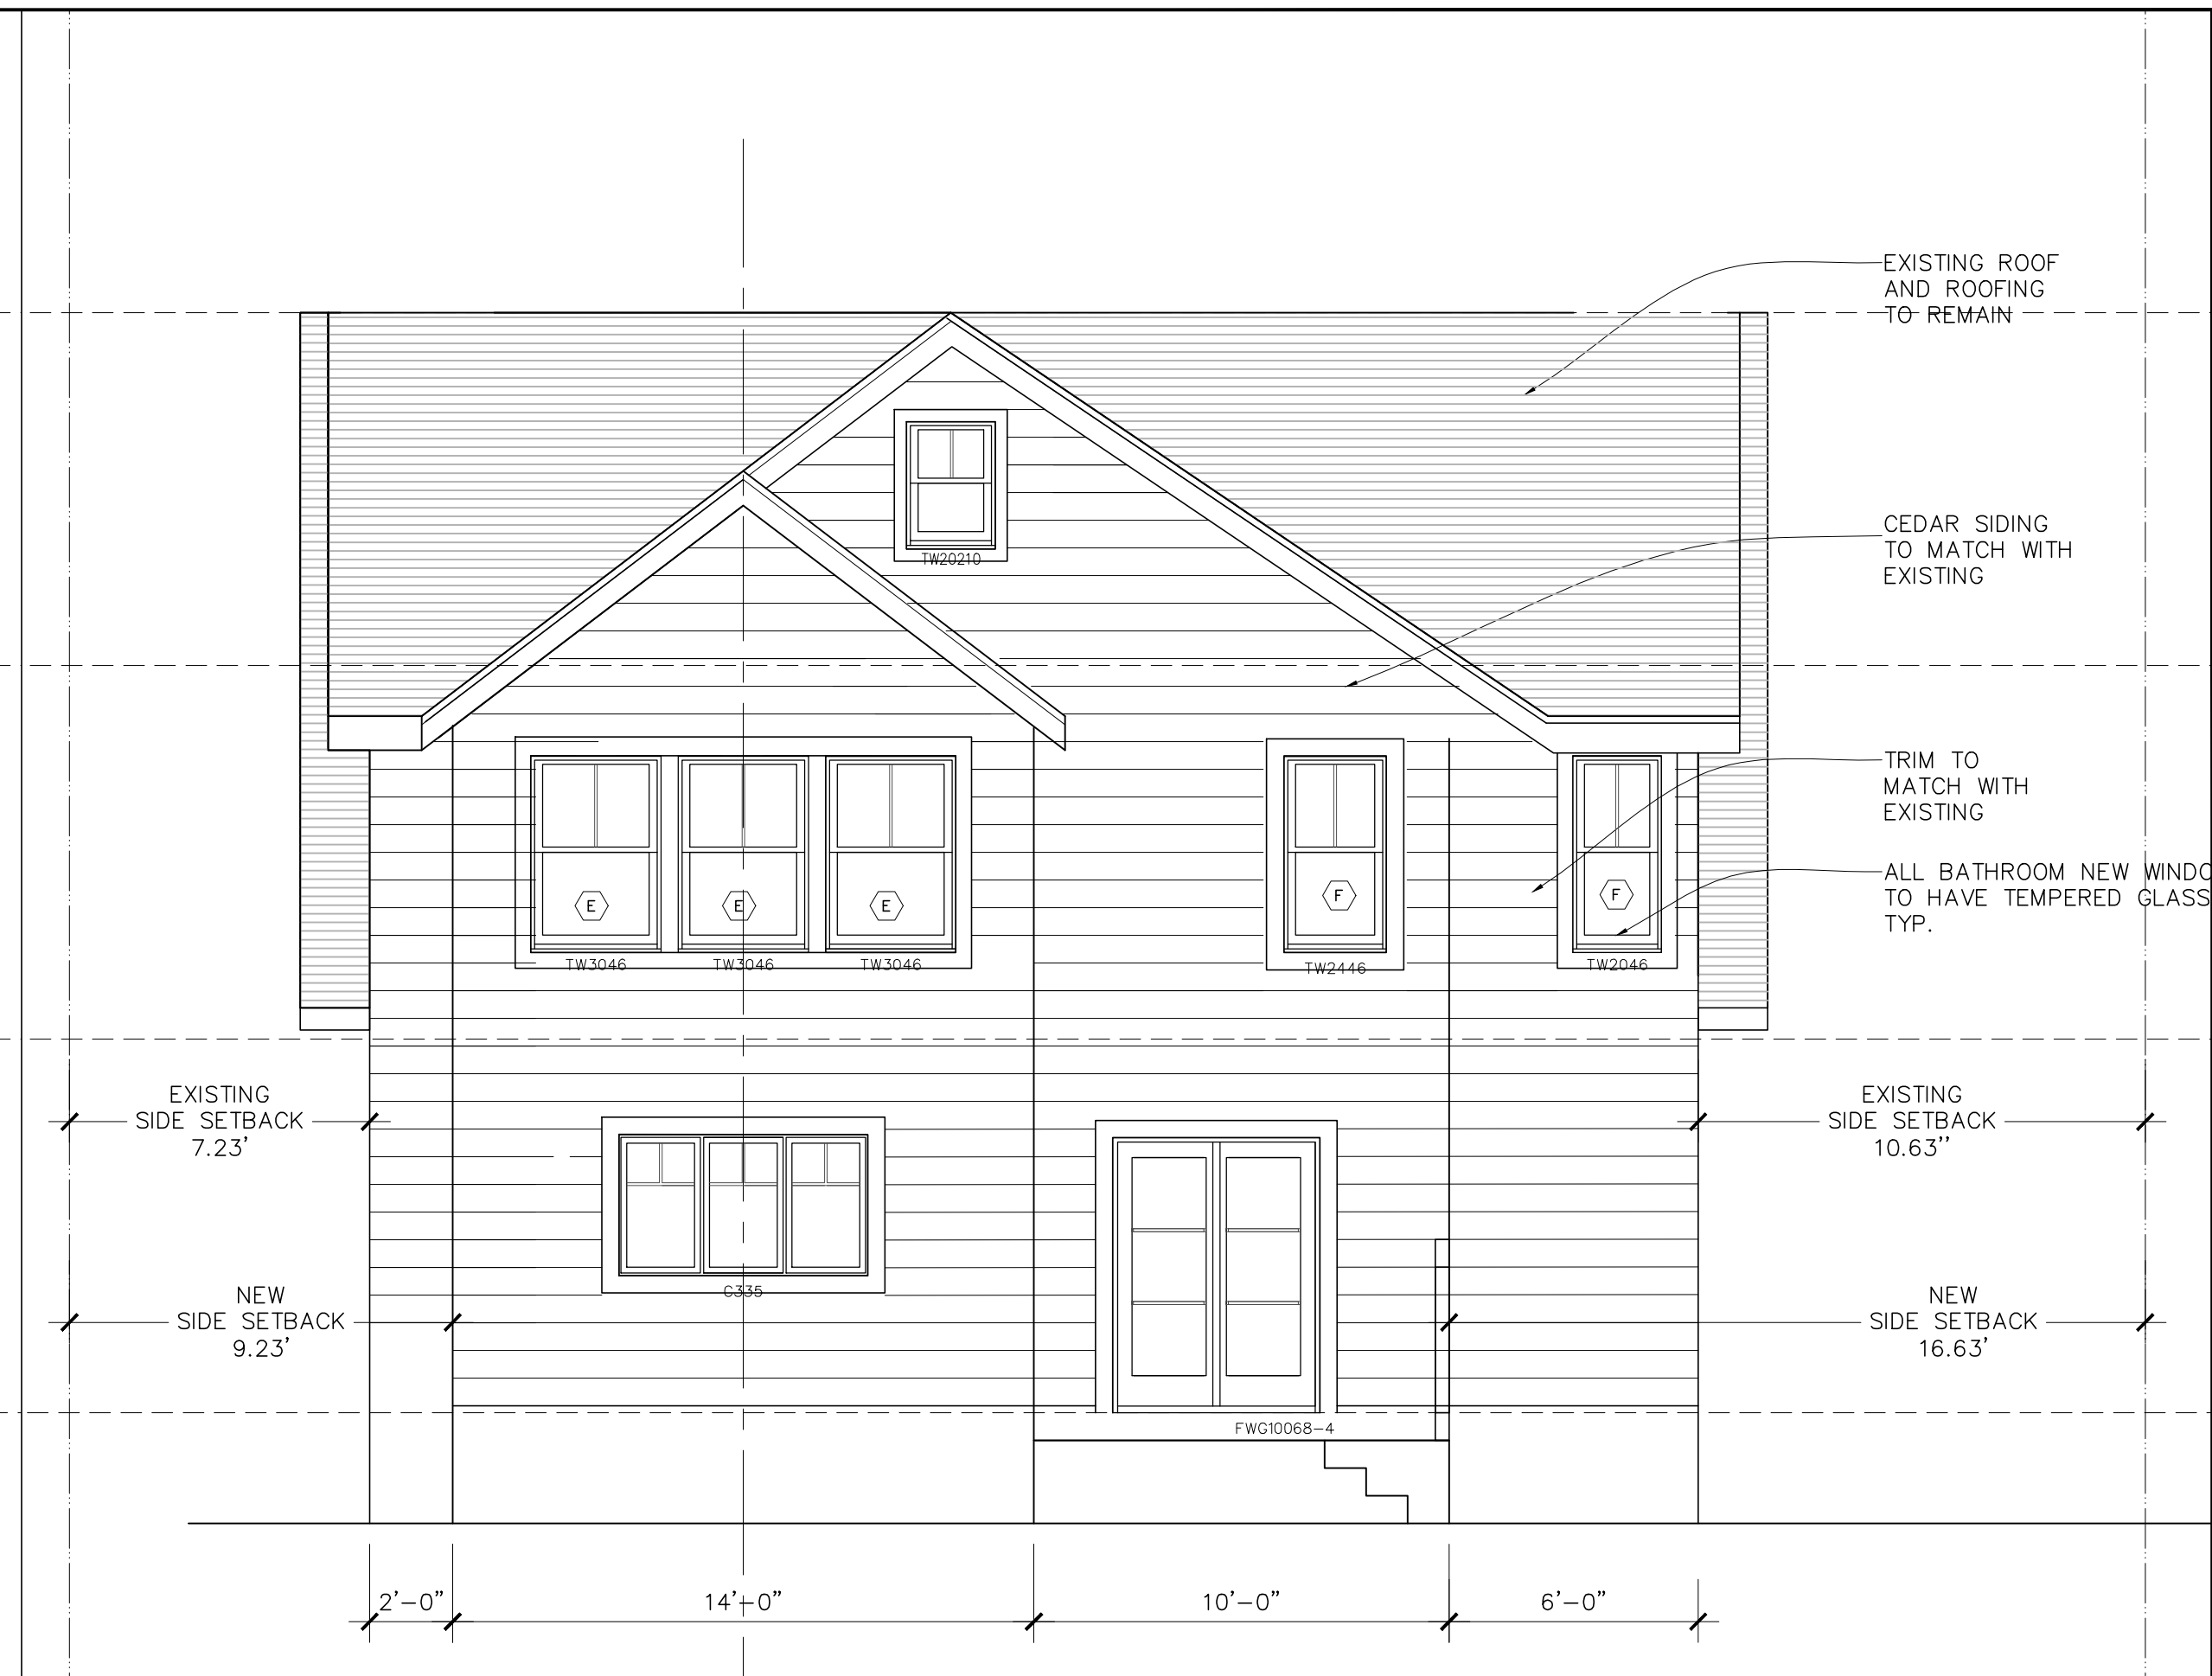 EXISTING ROOF
AND ROOFING
TO REMAIN
CEDAR SIDING
TO MATCH WITH
EXISTING
TW20210
TRIM TO
MATCH WITH
EXISTING
ALL BATHROOM NEW WINDO
TO HAVE TEMPERED GLASS
TYP.
E E E F F
TW3046 TW3046 TW3046 TW2446 TW2046
EXISTING
SIDE SETBACK
7.23'
EXISTING
SIDE SETBACK
10.63''
C335
NEW
SIDE SETBACK
9.23'
NEW
SIDE SETBACK
16.63'
FWG10068-4
2'-0" 14'-0" 10'-0" 6'-0"